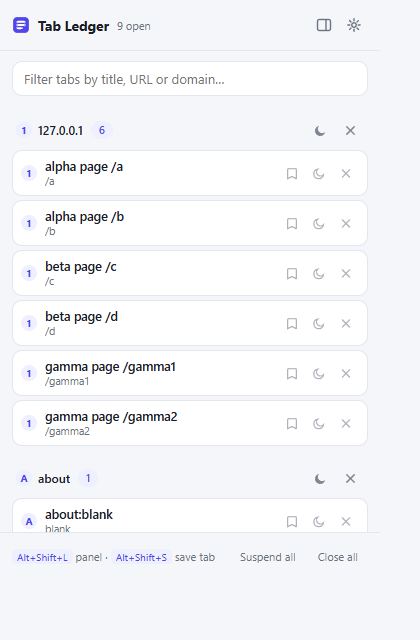 Tab Ledger 9 open
Filter tabs by title, URL or domain...
1 127.0.0.1 6
1 alpha page /a
/a
1 alpha page /b
/b
1 beta page /c
/c
1 beta page /d
/d
1 gamma page /gamma1
/gamma1
1 gamma page /gamma2
/gamma2
A about 1
A about:blank
blank
Alt+Shift+L panel · Alt+Shift+S save tab Suspend all Close all